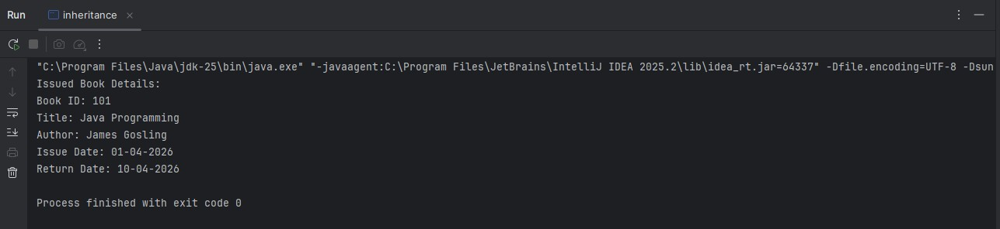 Run inheritance
"C:\Program Files\Java\jdk-25\bin\java.exe" "-javaagent:C:\Program Files\JetBrains\IntelliJ IDEA 2025.2\lib\idea_rt.jar=64337" -Dfile.encoding=UTF-8 -Dsun
Issued Book Details:
Book ID: 101
Title: Java Programming
Author: James Gosling
Issue Date: 01-04-2026
Return Date: 10-04-2026
Process finished with exit code 0